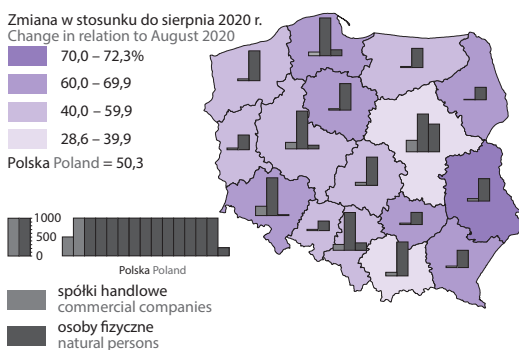 Zmiana w stosunku do sierpnia 2020 r.
Change in relation to August 2020
70,0 – 72,3%
60,0 – 69,9
40,0 – 59,9
28,6 – 39,9
Polska Poland = 50,3
1000
500
0
Polska Poland
spółki handlowe
commercial companies
osoby fizyczne
natural persons